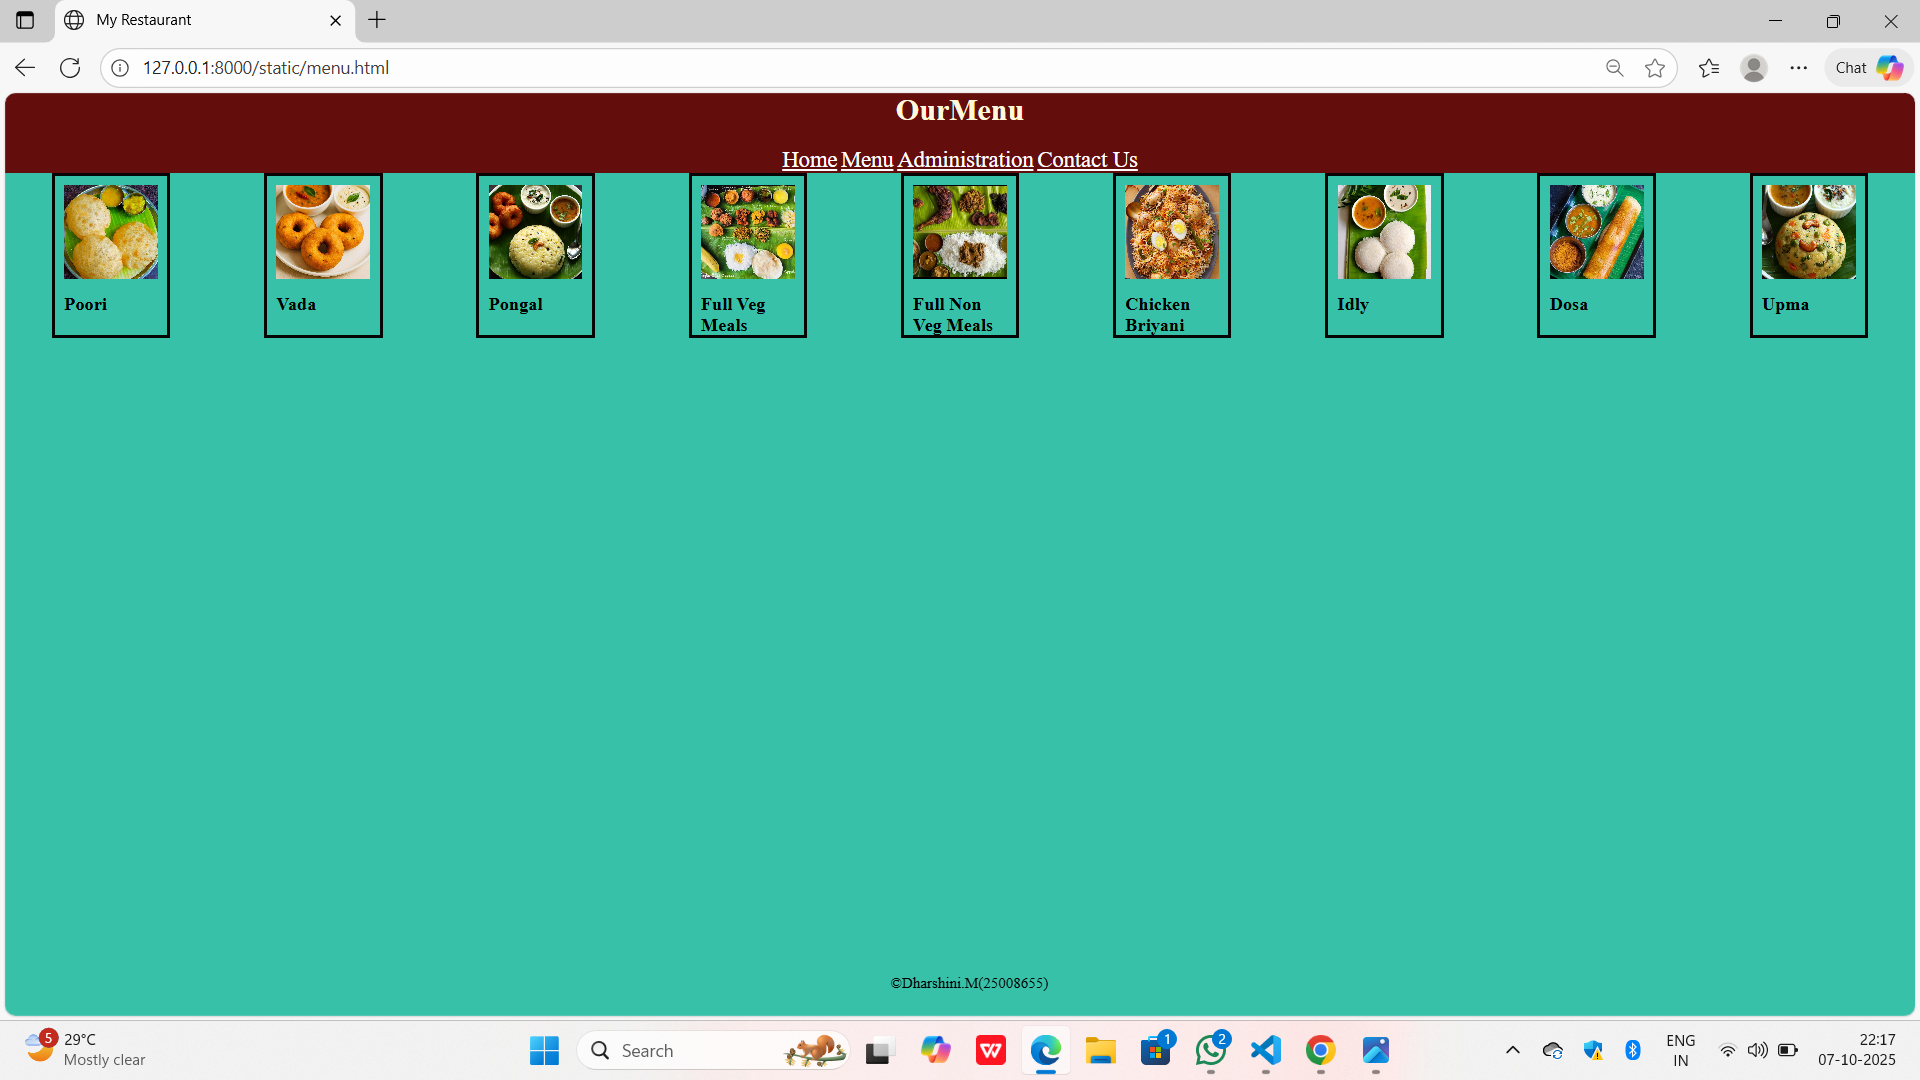 My Restaurant
127.0.0.1:8000/static/menu.html
Chat
OurMenu
Home Menu Administration Contact Us
Poori
Vada
Pongal
Full Veg
Meals
Full Non
Veg Meals
Chicken
Briyani
Idly
Dosa
Upma
©Dharshini.M(25008655)
5
29°C
Mostly clear
Search
W
1
2
ENG
IN
22:17
07-10-2025